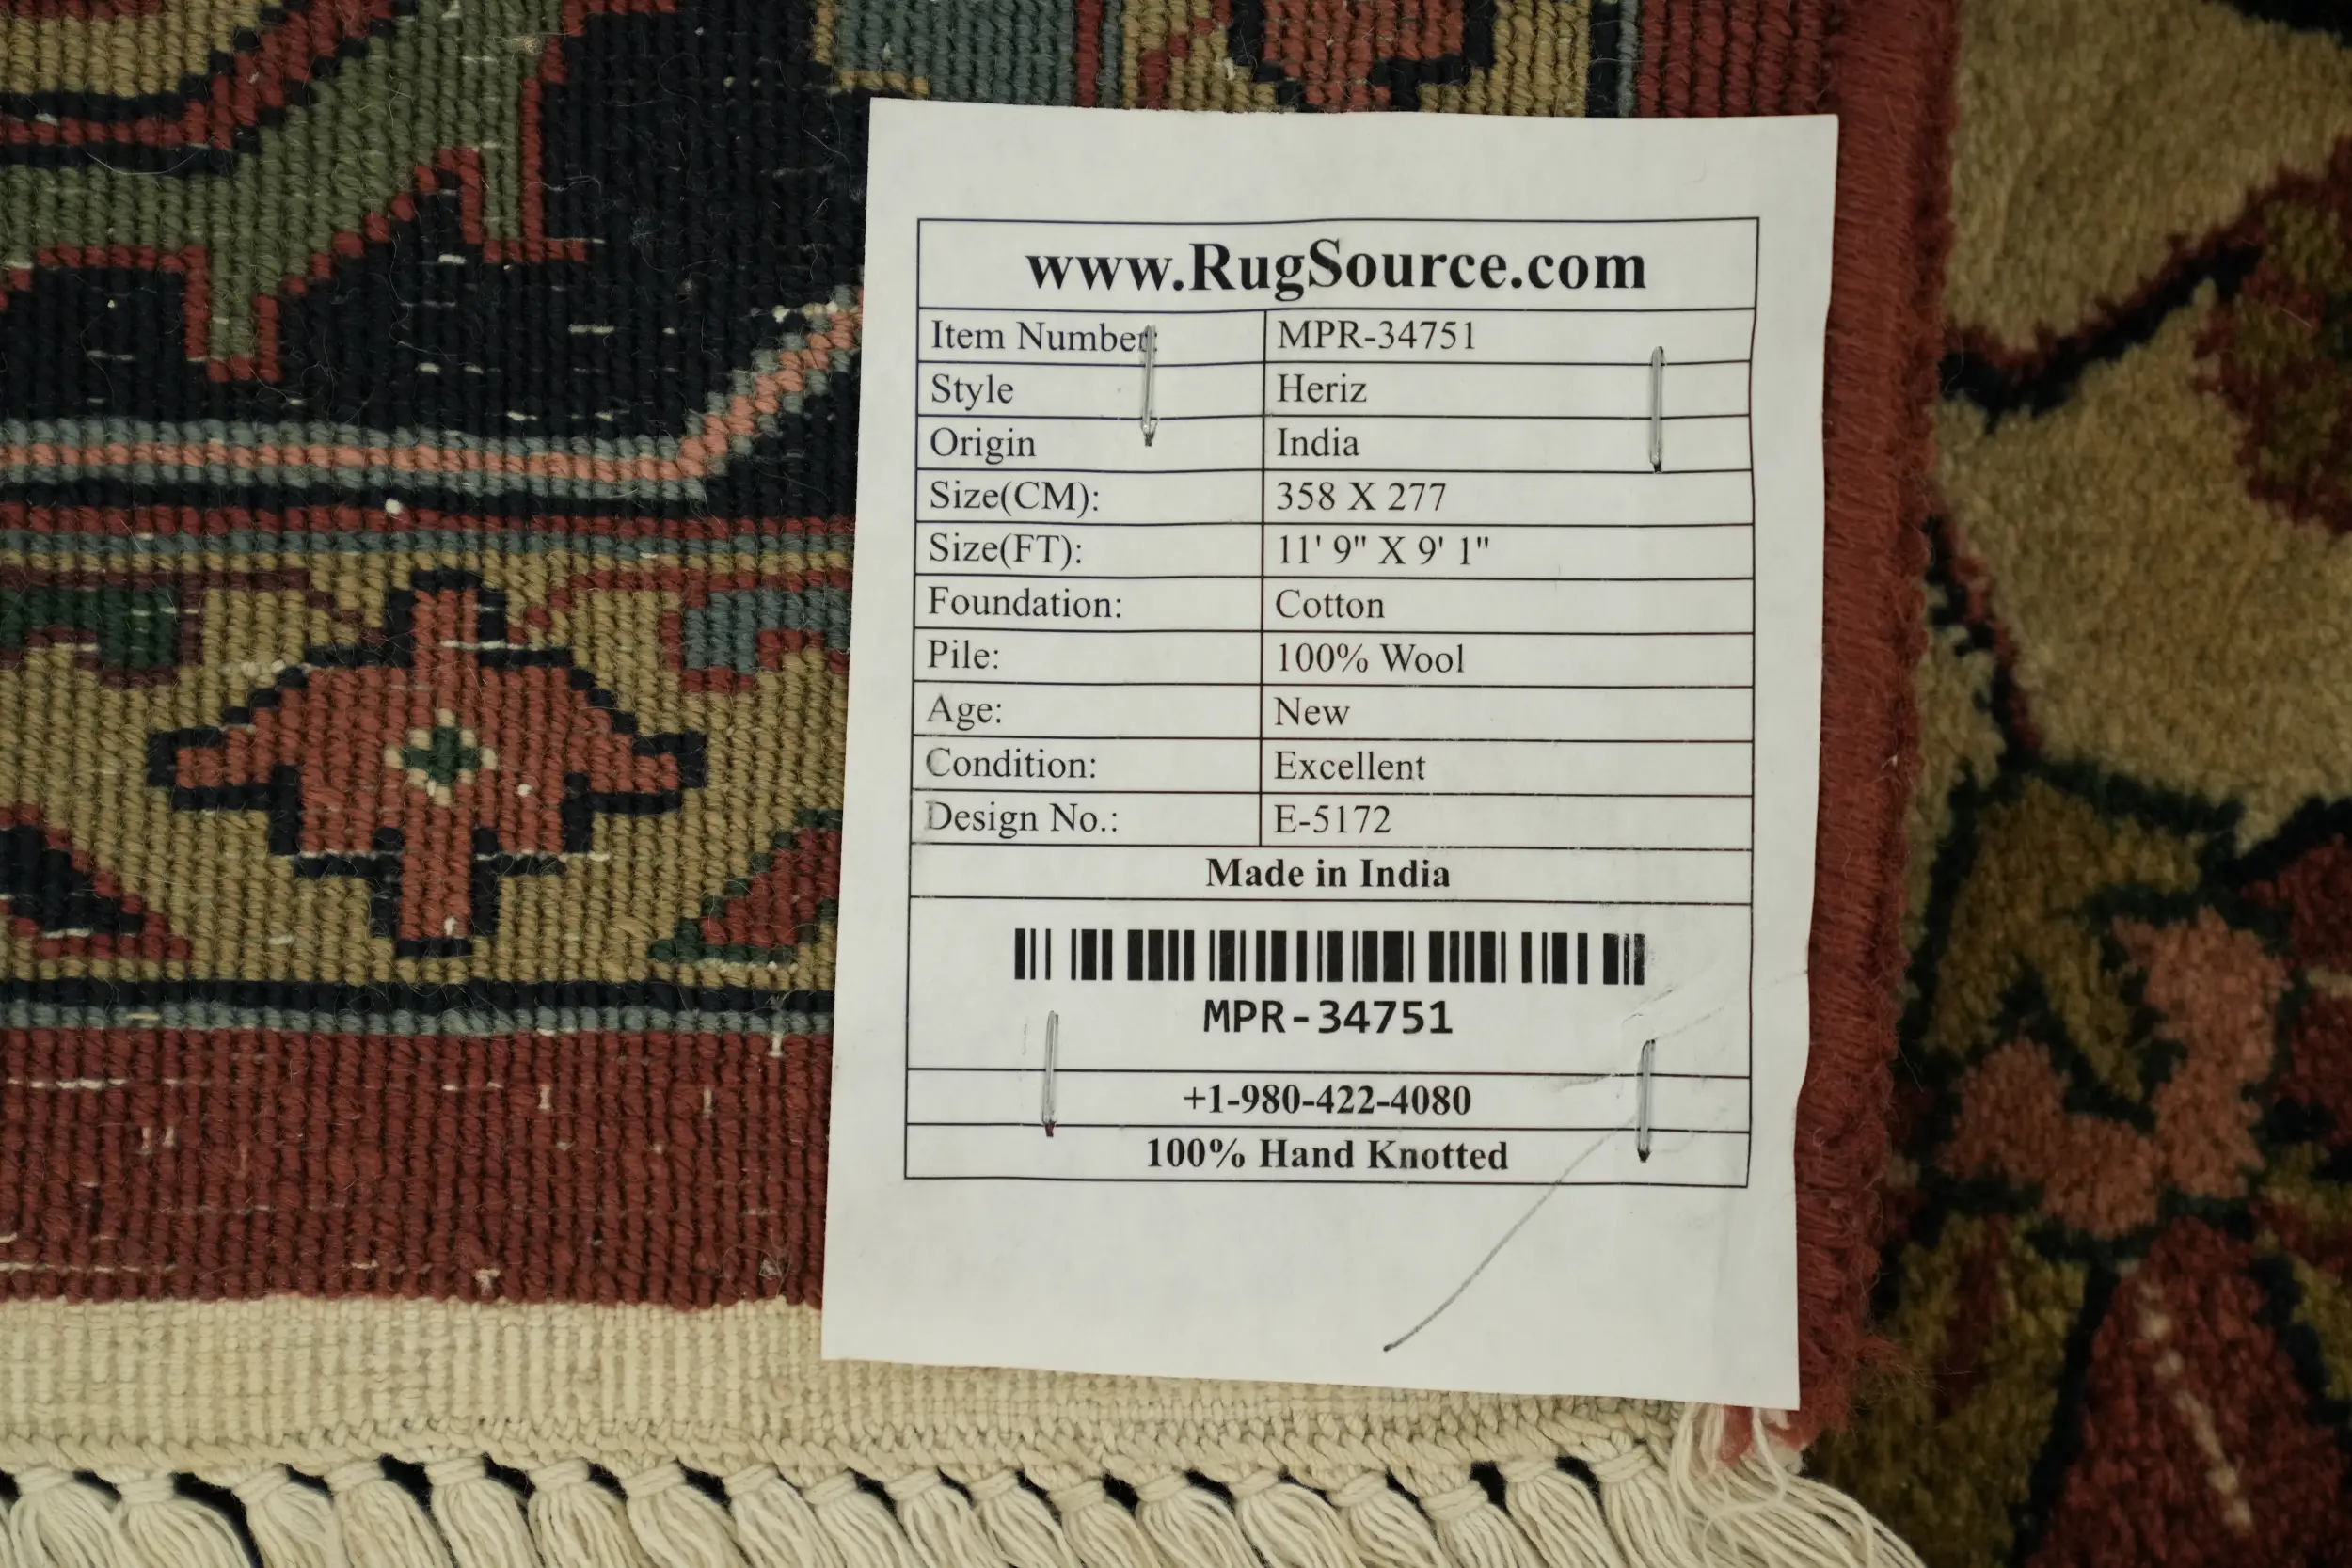 www.RugSource.com
Item Number: MPR-34751
Style Heriz
Origin India
Size(CM): 358 X 277
Size(FT): 11' 9" X 9' 1"
Foundation: Cotton
Pile: 100% Wool
Age: New
Condition: Excellent
Design No.: E-5172
Made in India
MPR-34751
+1-980-422-4080
100% Hand Knotted